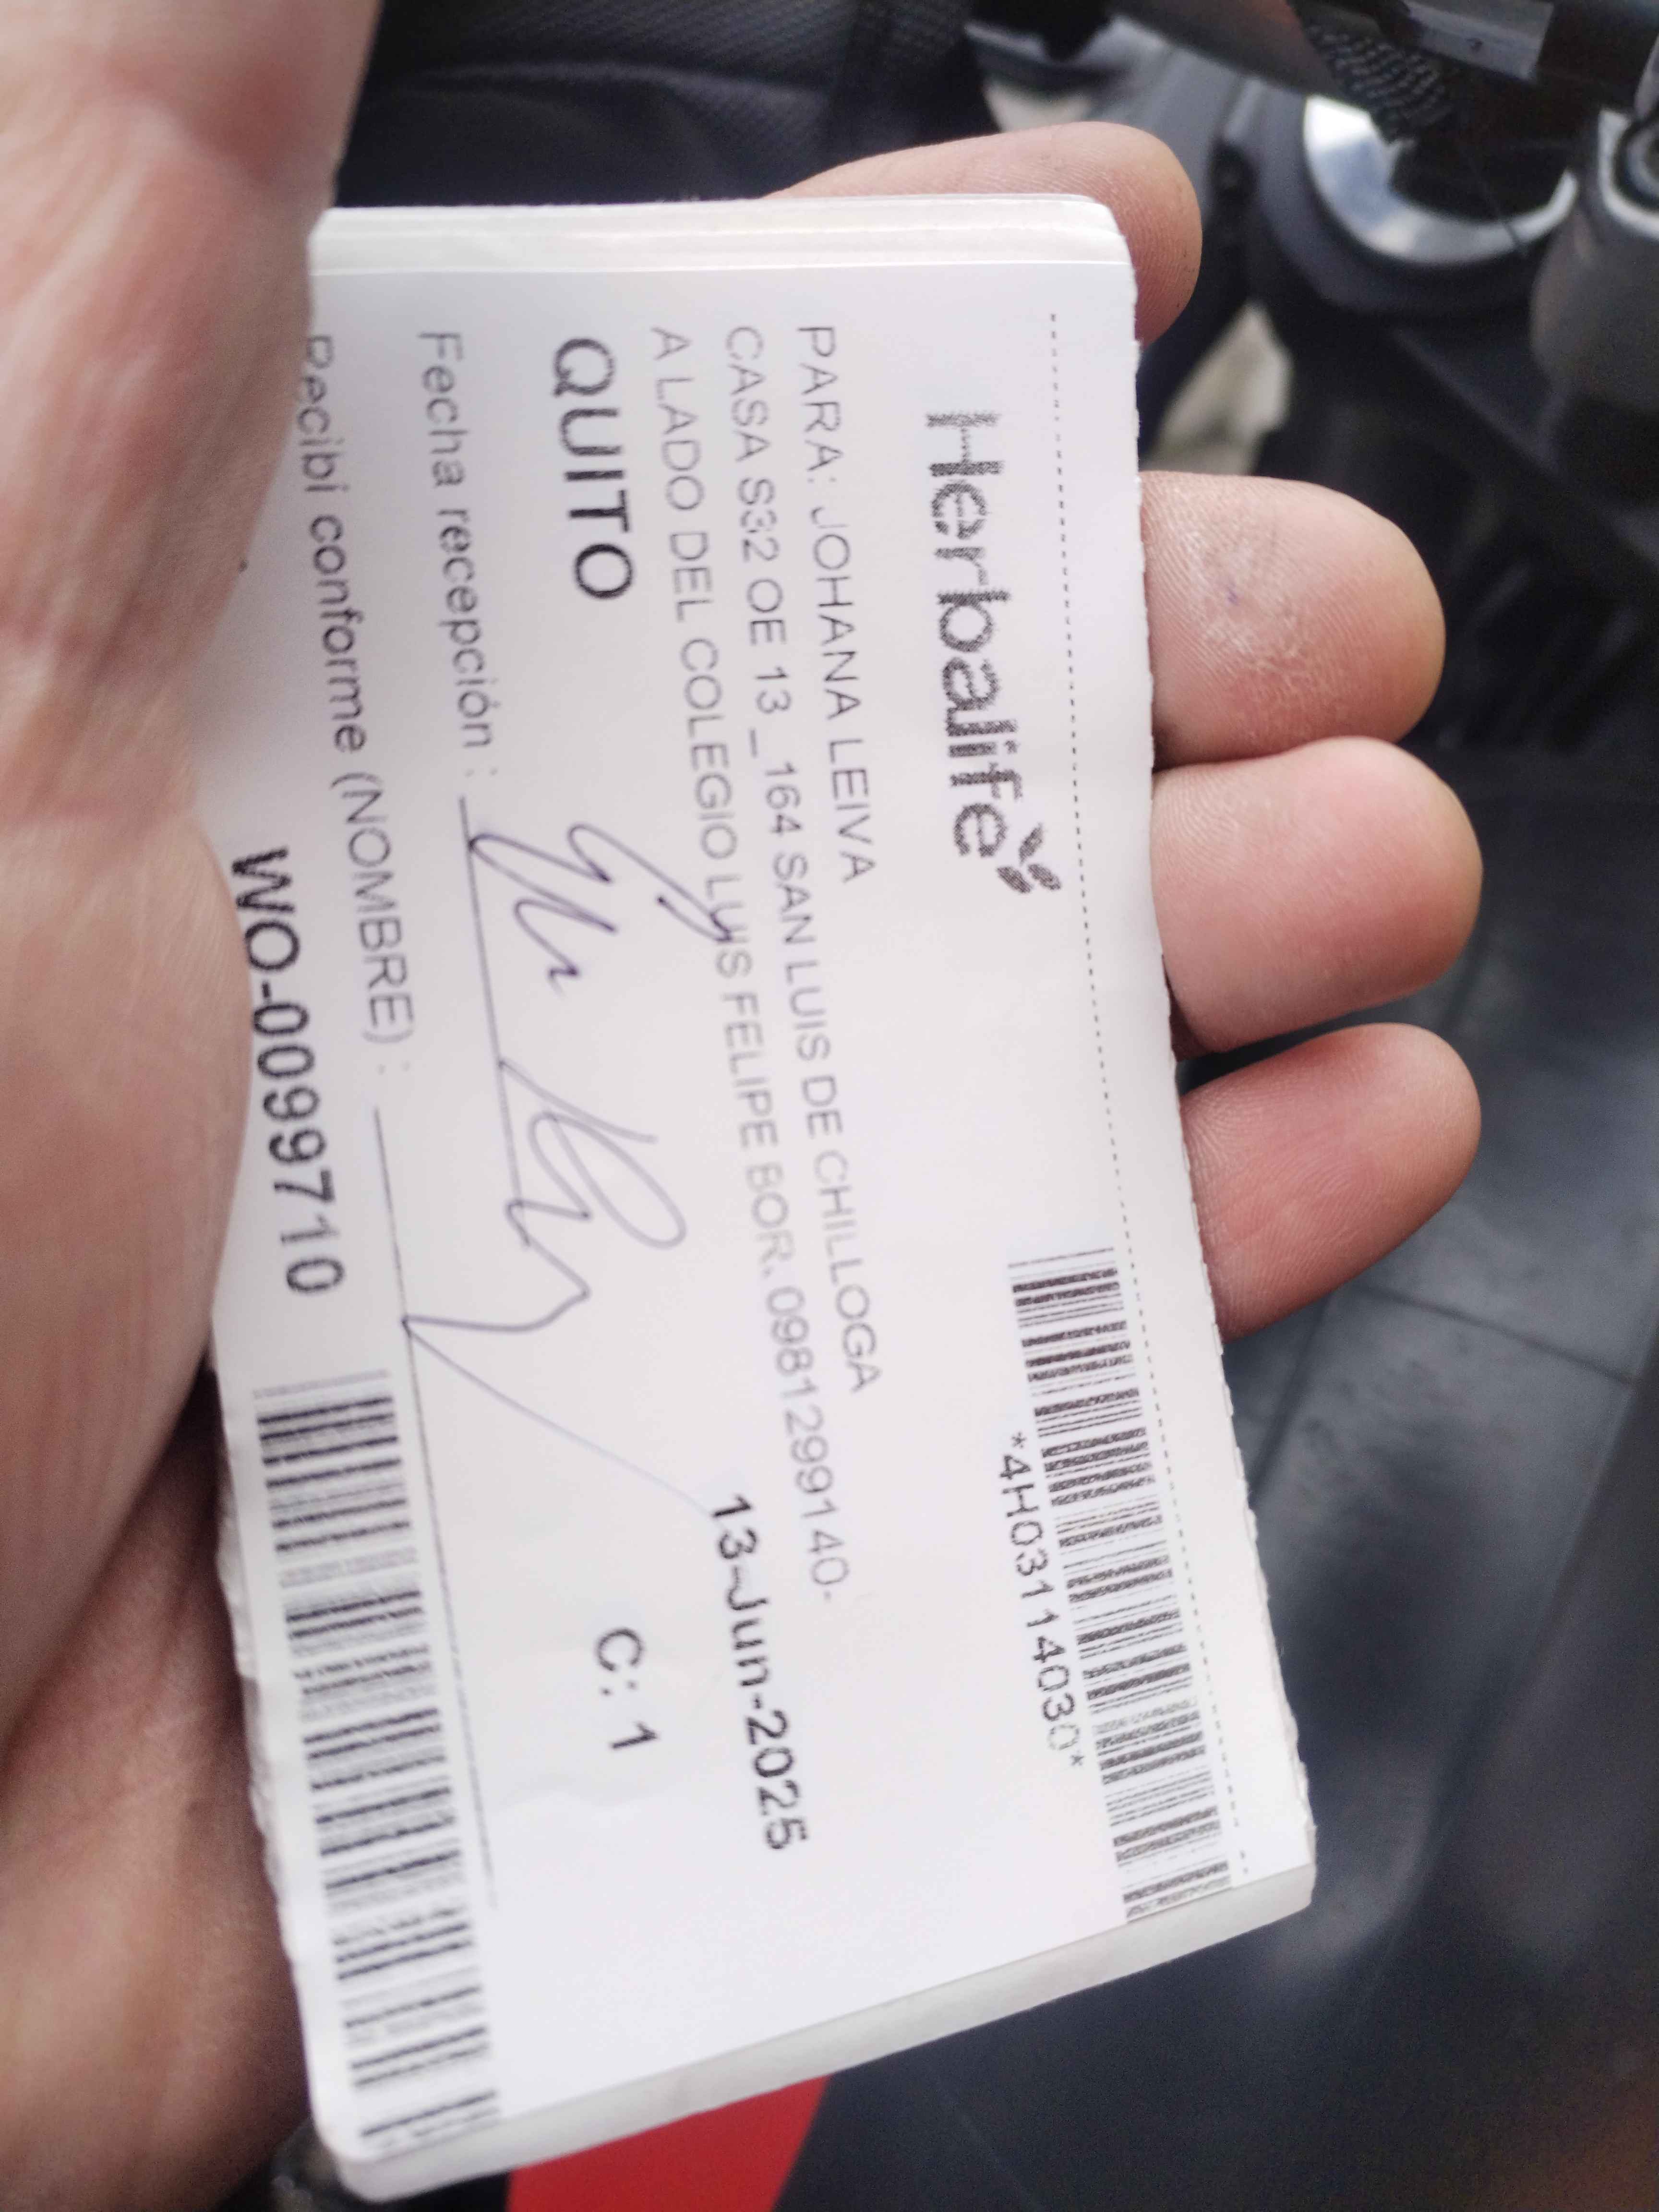 Herbalife
*4H03114030*
PARA: JOHANA LEIVA
CASA S32 OE 13_164 SAN LUIS DE CHILLOGA
A LADO DEL COLEGIO LUIS FELIPE BOR. 0981299140-
QUITO
13-Jun-2025
C: 1
Fecha recepción :
Recibí conforme (NOMBRE) :
WO-0099710